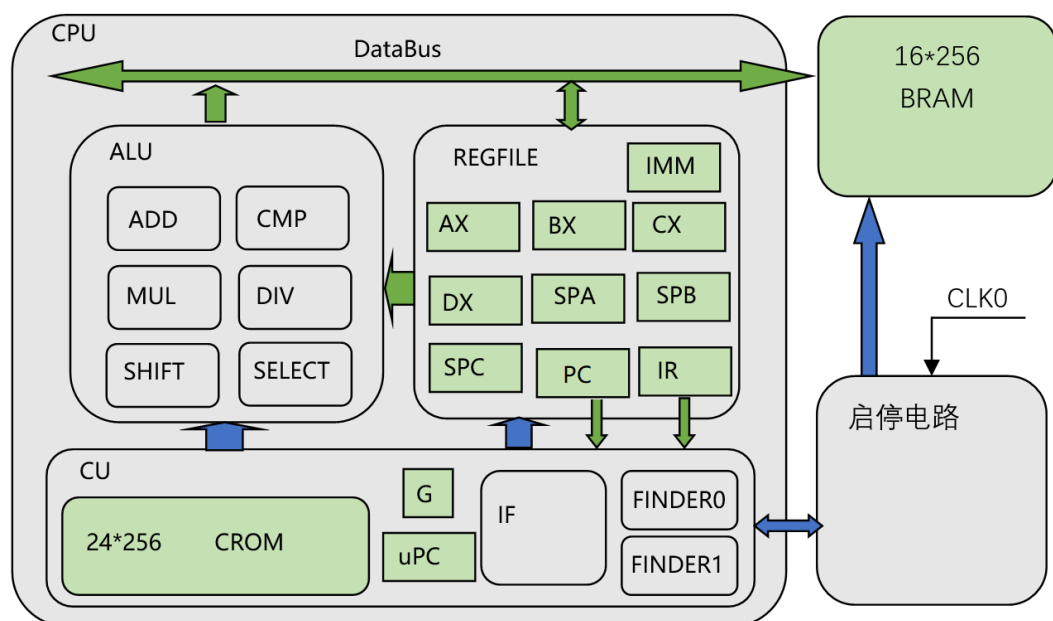 CPU
DataBus
16*256
BRAM
ALU
REGFILE
IMM
ADD
CMP
AX
BX
CX
MUL
DIV
DX
SPA
SPB
CLK0
SHIFT
SELECT
SPC
PC
IR
启停电路
CU
G
IF
FINDER0
24*256 CROM
uPC
FINDER1